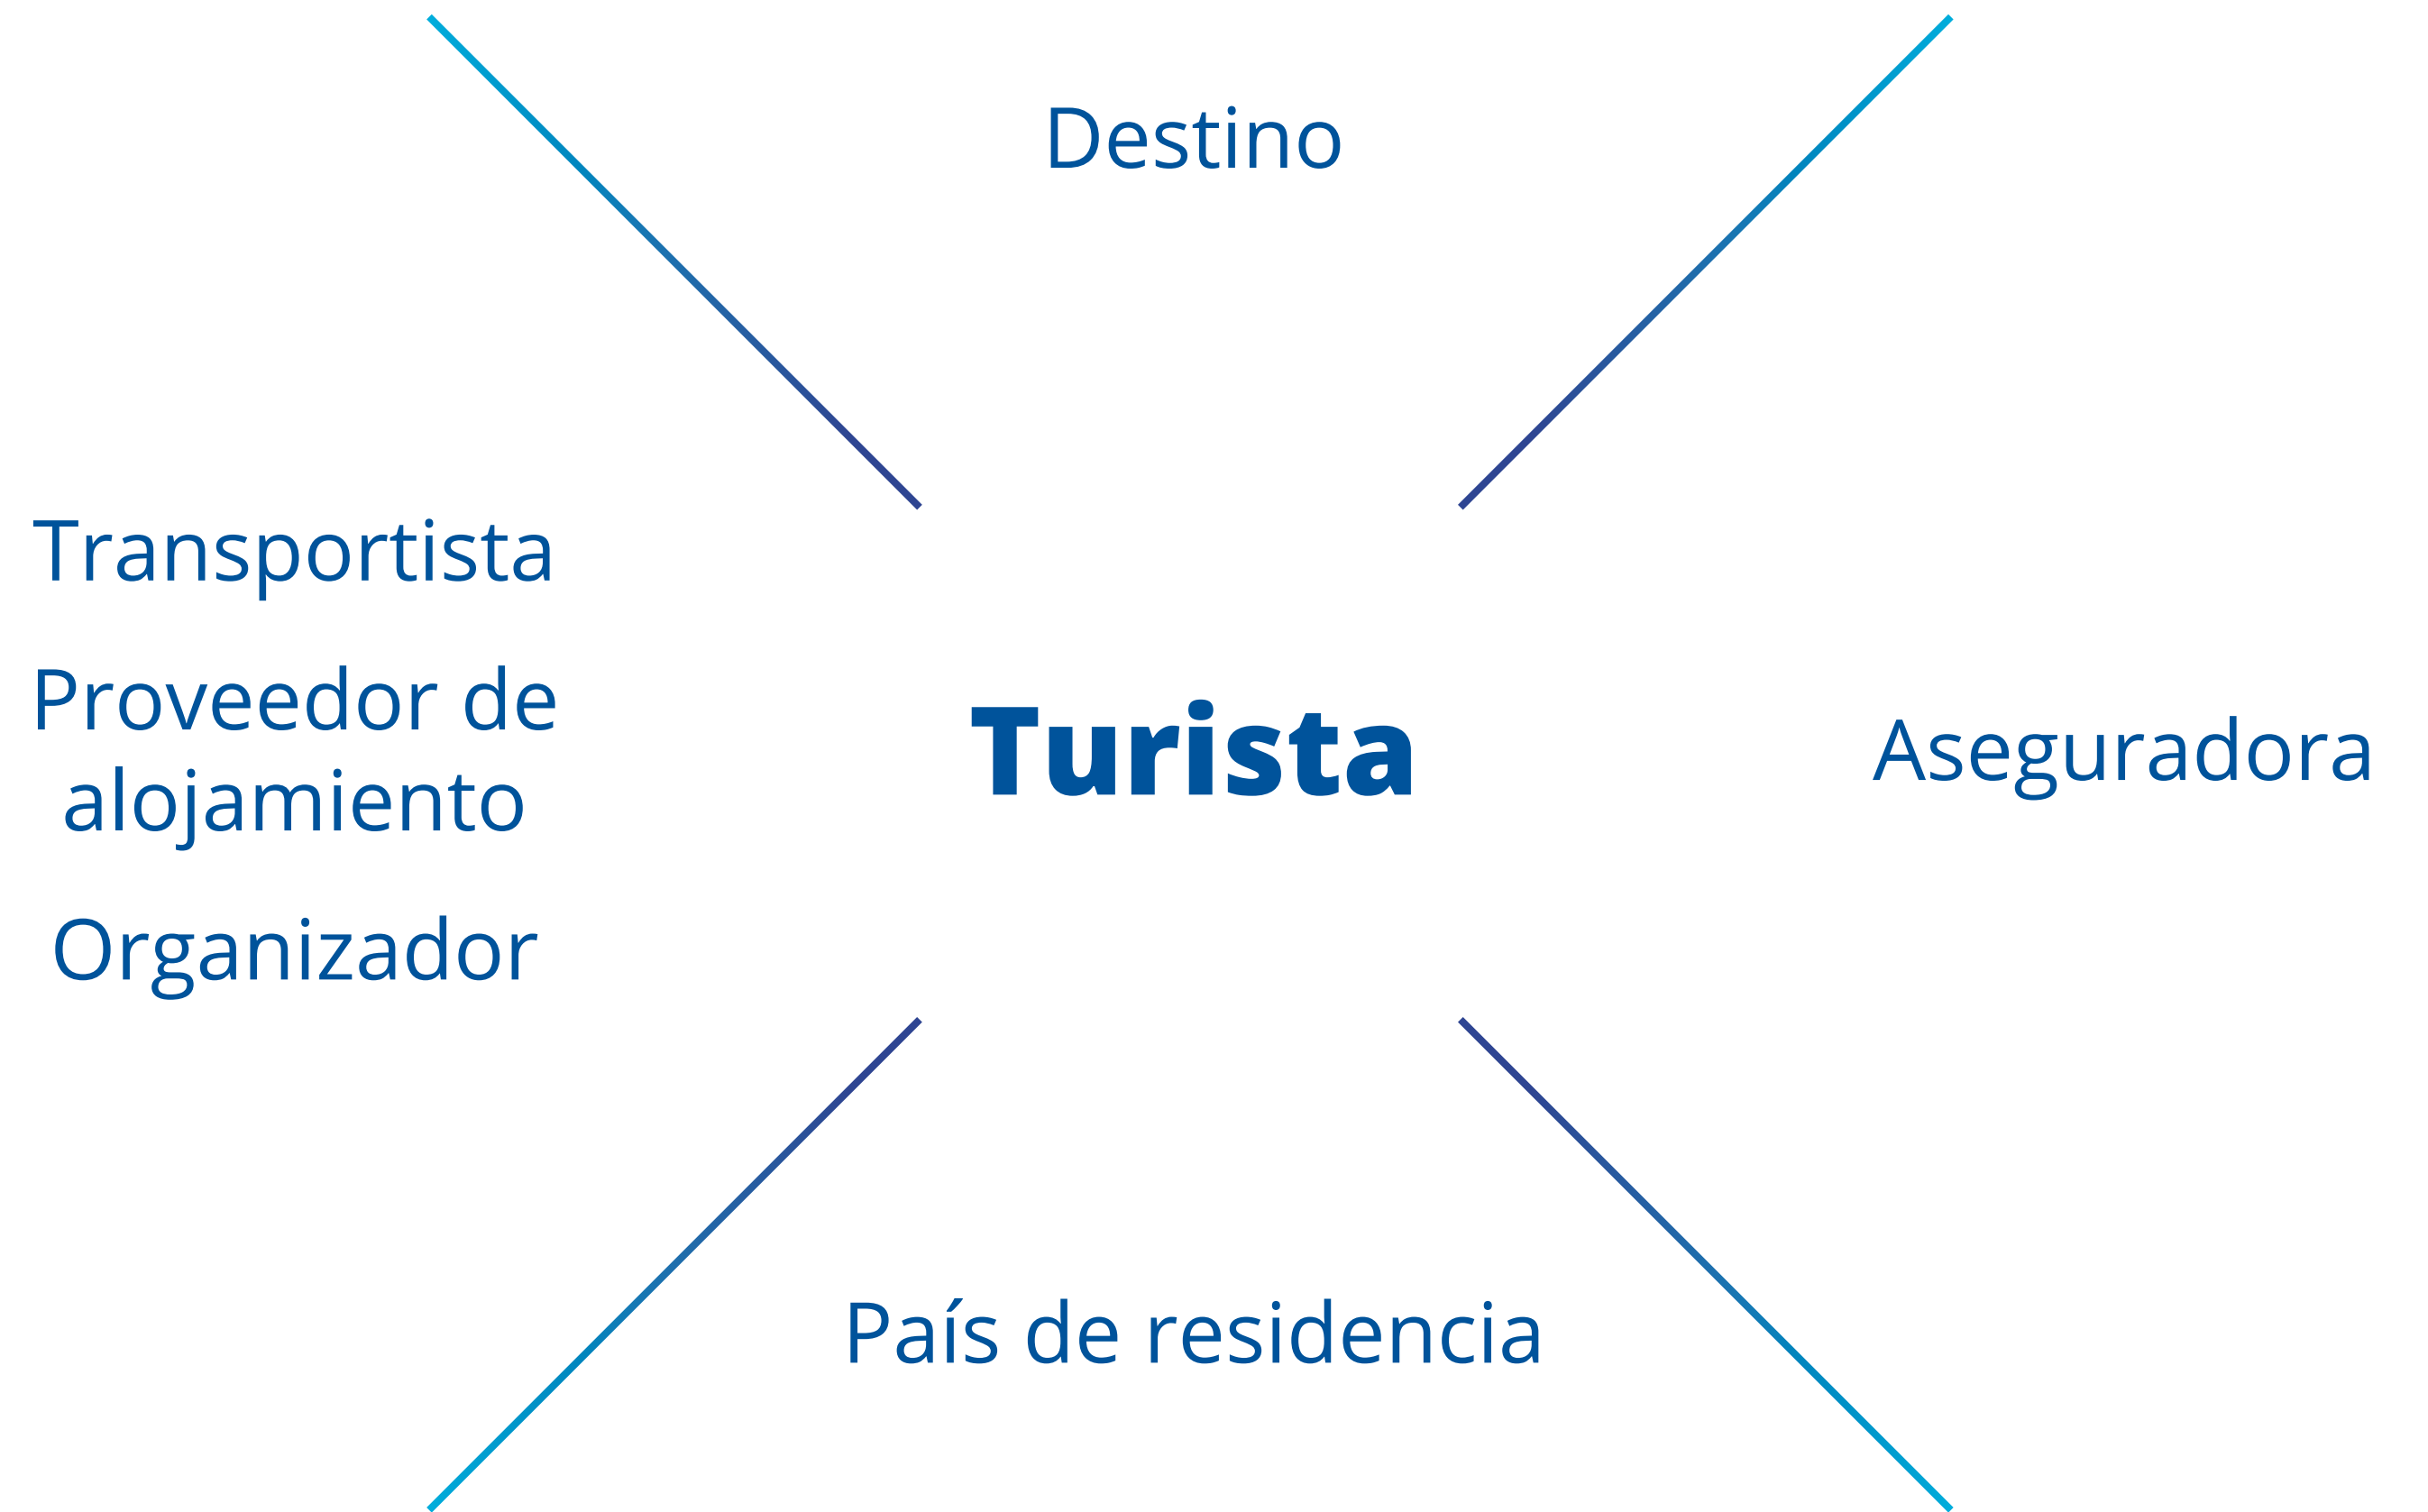 Destino
Transportista
Proveedor de
alojamiento
Organizador
Turista
Aseguradora
País de residencia